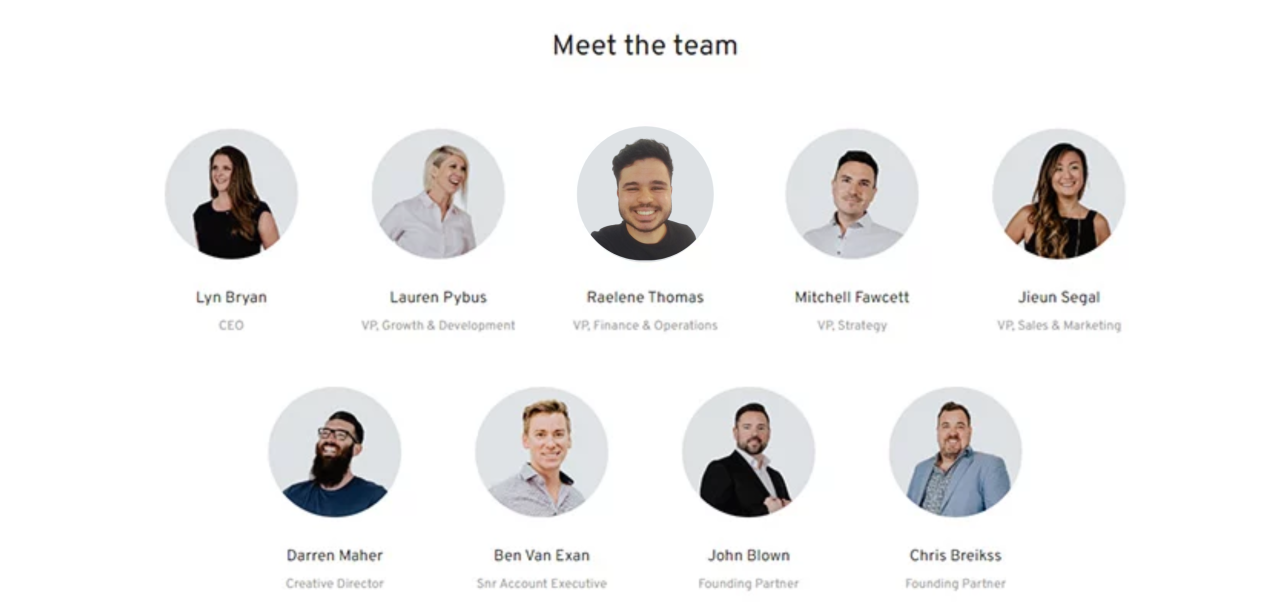 Meet the team
Lyn Bryan
CEO
Lauren Pybus
VP, Growth & Development
Raelene Thomas
VP, Finance & Operations
Mitchell Fawcett
VP, Strategy
Jieun Segal
VP, Sales & Marketing
Darren Maher
Creative Director
Ben Van Exan
Snr Account Executive
John Blown
Founding Partner
Chris Breikss
Founding Partner